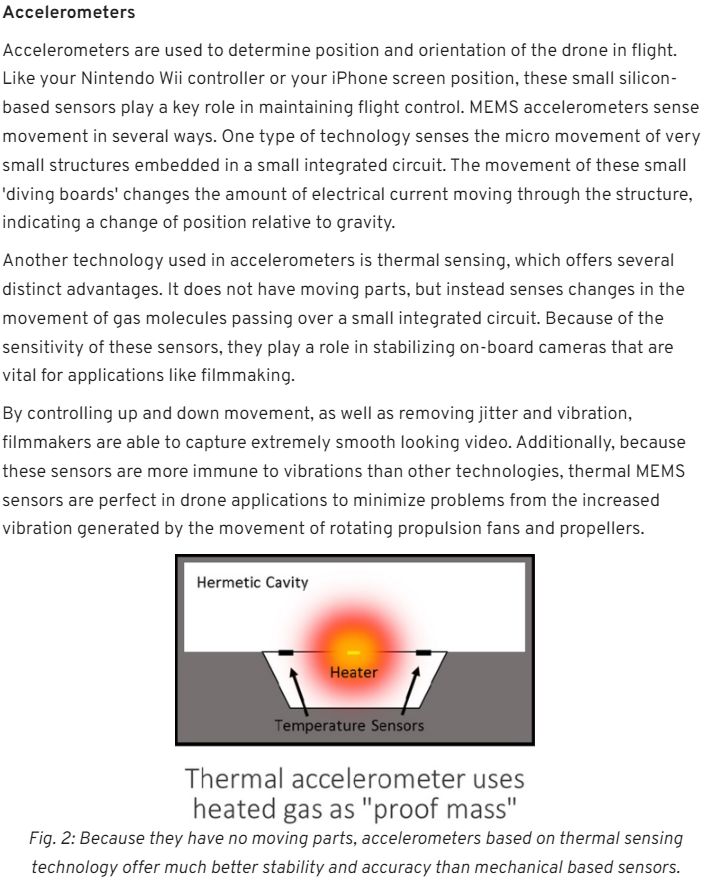 Accelerometers
Accelerometers are used to determine position and orientation of the drone in flight.
Like your Nintendo Wii controller or your iPhone screen position, these small silicon-
based sensors play a key role in maintaining flight control. MEMS accelerometers sense
movement in several ways. One type of technology senses the micro movement of very
small structures embedded in a small integrated circuit. The movement of these small
'diving boards' changes the amount of electrical current moving through the structure,
indicating a change of position relative to gravity.
Another technology used in accelerometers is thermal sensing, which offers several
distinct advantages. It does not have moving parts, but instead senses changes in the
movement of gas molecules passing over a small integrated circuit. Because of the
sensitivity of these sensors, they play a role in stabilizing on-board cameras that are
vital for applications like filmmaking.
By controlling up and down movement, as well as removing jitter and vibration,
filmmakers are able to capture extremely smooth looking video. Additionally, because
these sensors are more immune to vibrations than other technologies, thermal MEMS
sensors are perfect in drone applications to minimize problems from the increased
vibration generated by the movement of rotating propulsion fans and propellers.
Hermetic Cavity
Heater
Temperature Sensors
Thermal accelerometer uses
heated gas as "proof mass"
Fig. 2: Because they have no moving parts, accelerometers based on thermal sensing
technology offer much better stability and accuracy than mechanical based sensors.